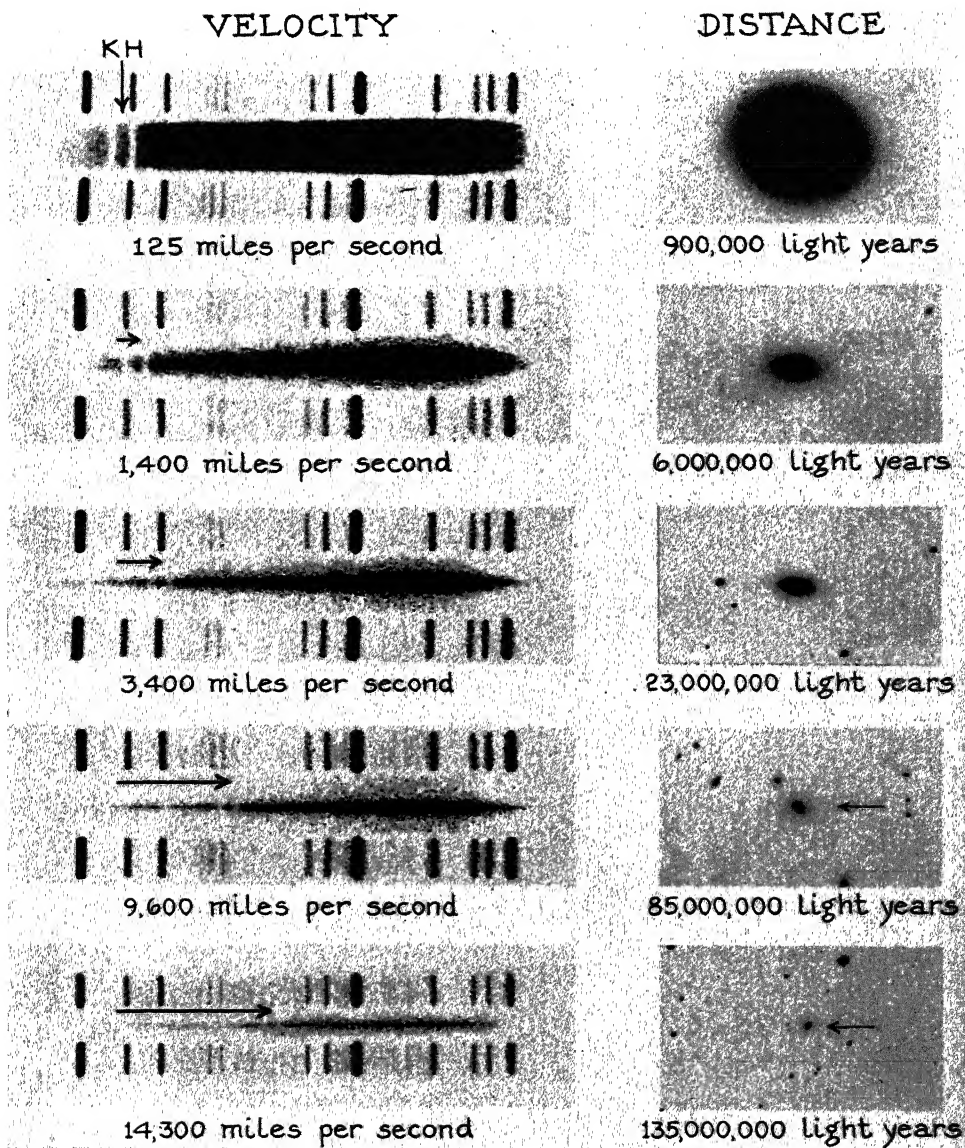 VELOCITY DISTANCE
KH
125 miles per second 900,000 light years
1,400 miles per second 6,000,000 light years
3,400 miles per second 23,000,000 light years
9,600 miles per second 85,000,000 light years
14,300 miles per second 135,000,000 light years